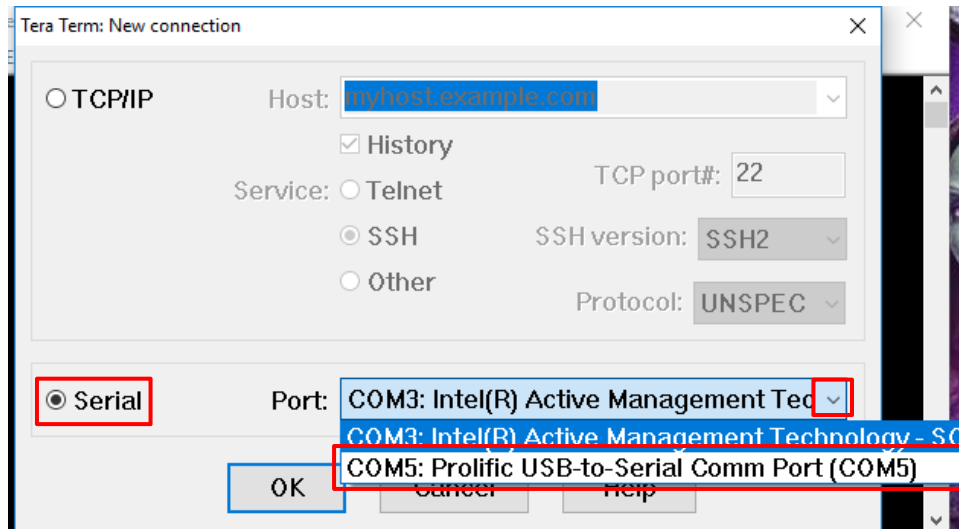 Tera Term: New connection
TCP/IP
Host: myhost.example.com
History
Service: Telnet
TCP port#: 22
SSH
SSH version: SSH2
Other
Protocol: UNSPEC
Serial
Port: COM3: Intel(R) Active Management Tec
COM3: Intel(R) Active Management Technology - SO
COM5: Prolific USB-to-Serial Comm Port (COM5)
OK
Cancel
Help